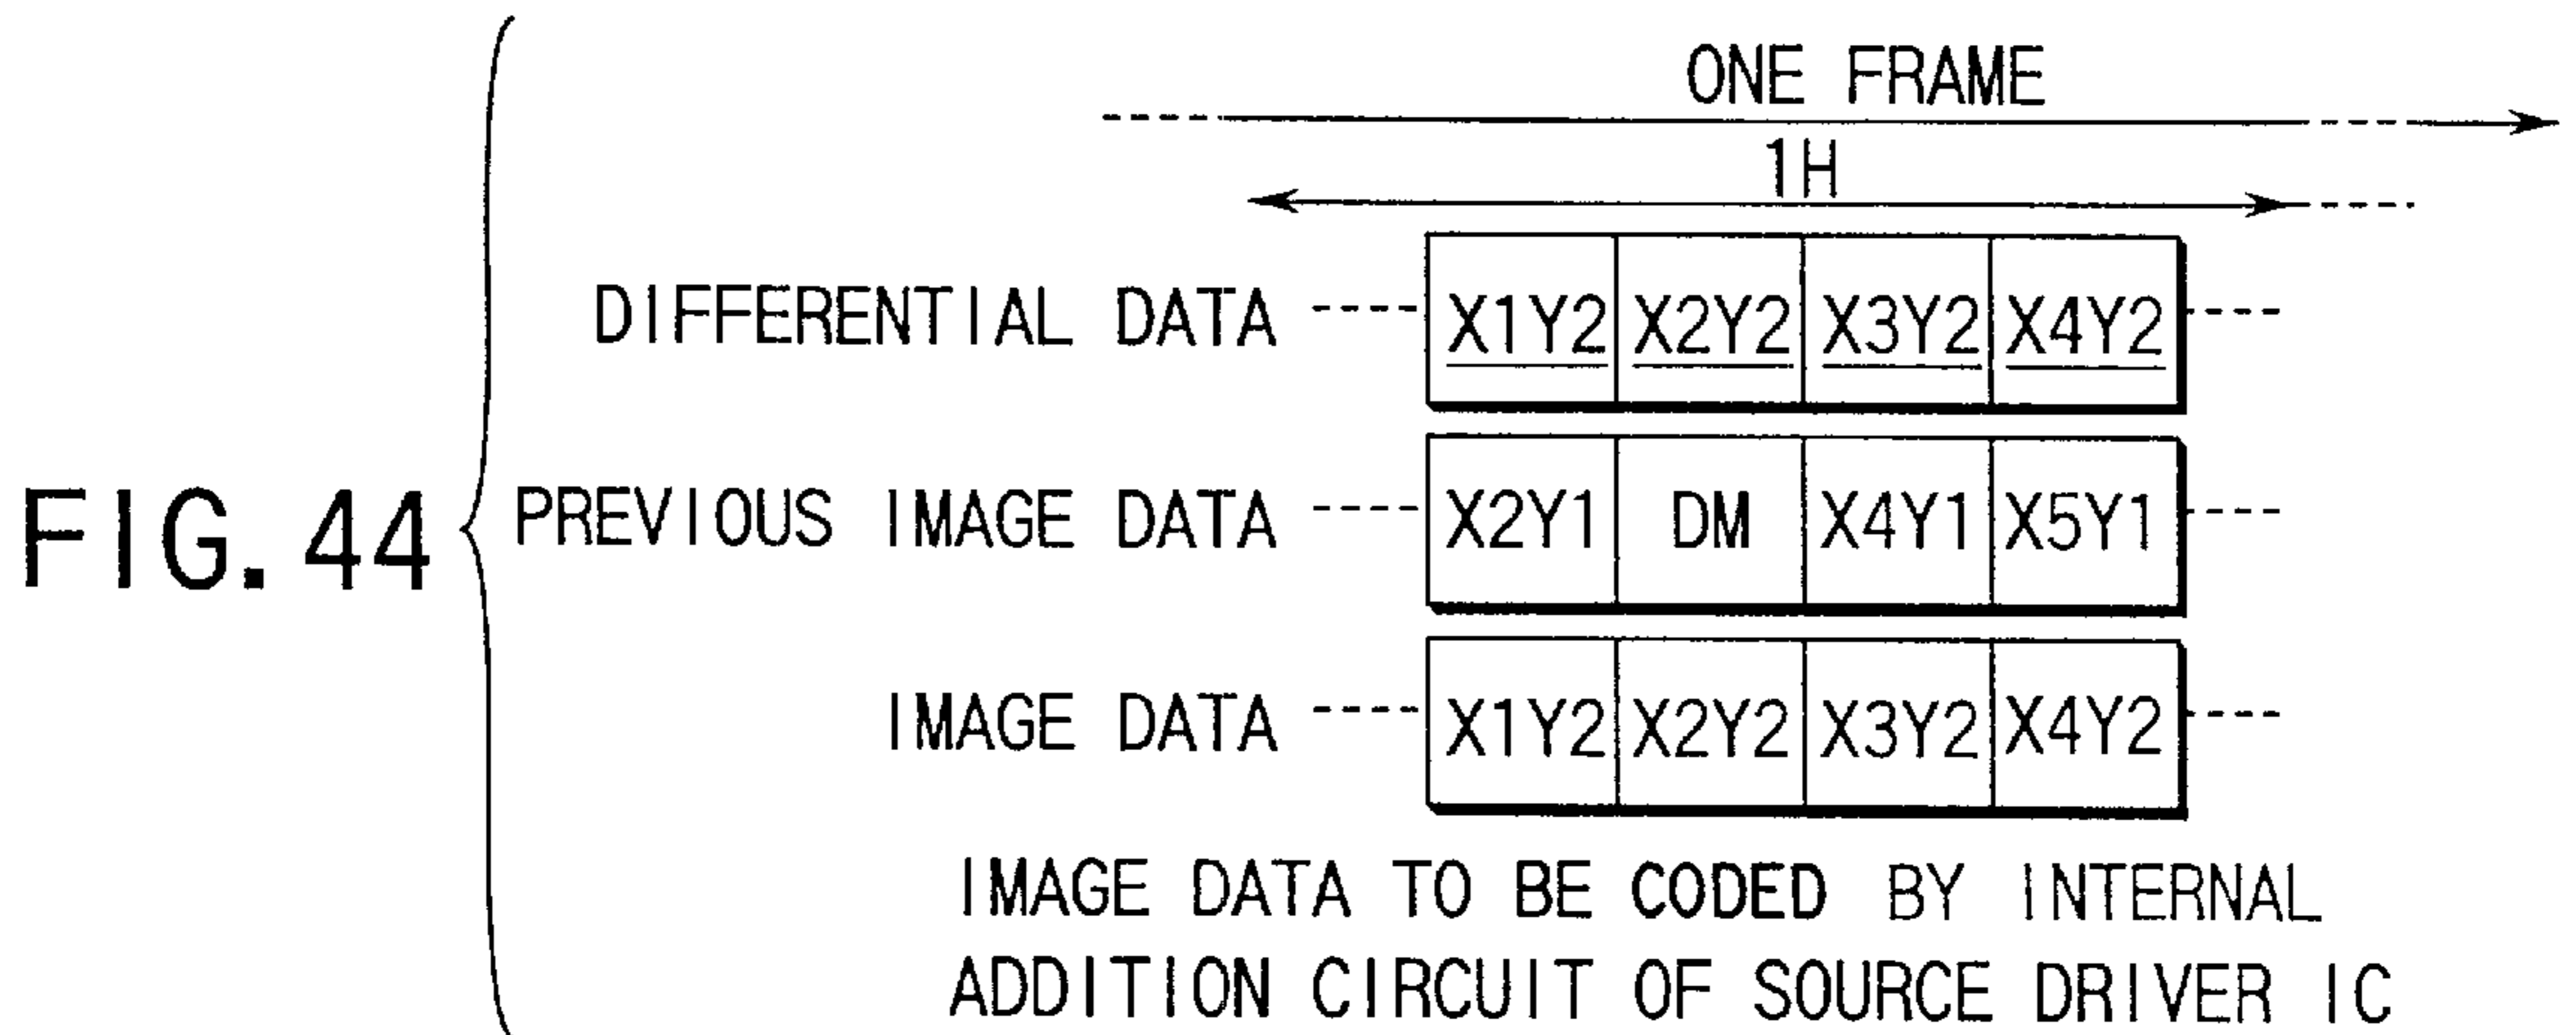 ONE FRAME
1H
DIFFERENTIAL DATA X1Y2 X2Y2 X3Y2 X4Y2
FIG. 44
PREVIOUS IMAGE DATA X2Y1 DM X4Y1 X5Y1
IMAGE DATA X1Y2 X2Y2 X3Y2 X4Y2
IMAGE DATA TO BE CODED BY INTERNAL
ADDITION CIRCUIT OF SOURCE DRIVER IC